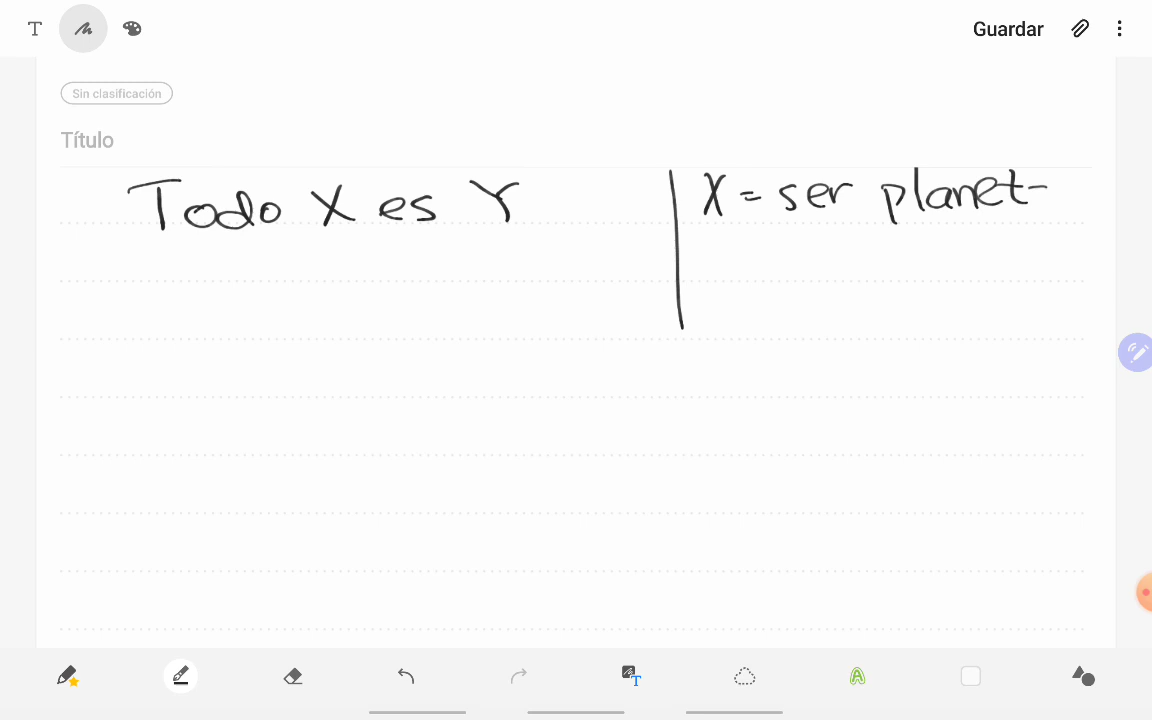 T
Guardar
Sin clasificación
Título
Todo X es Y
X = ser planet-
T
A